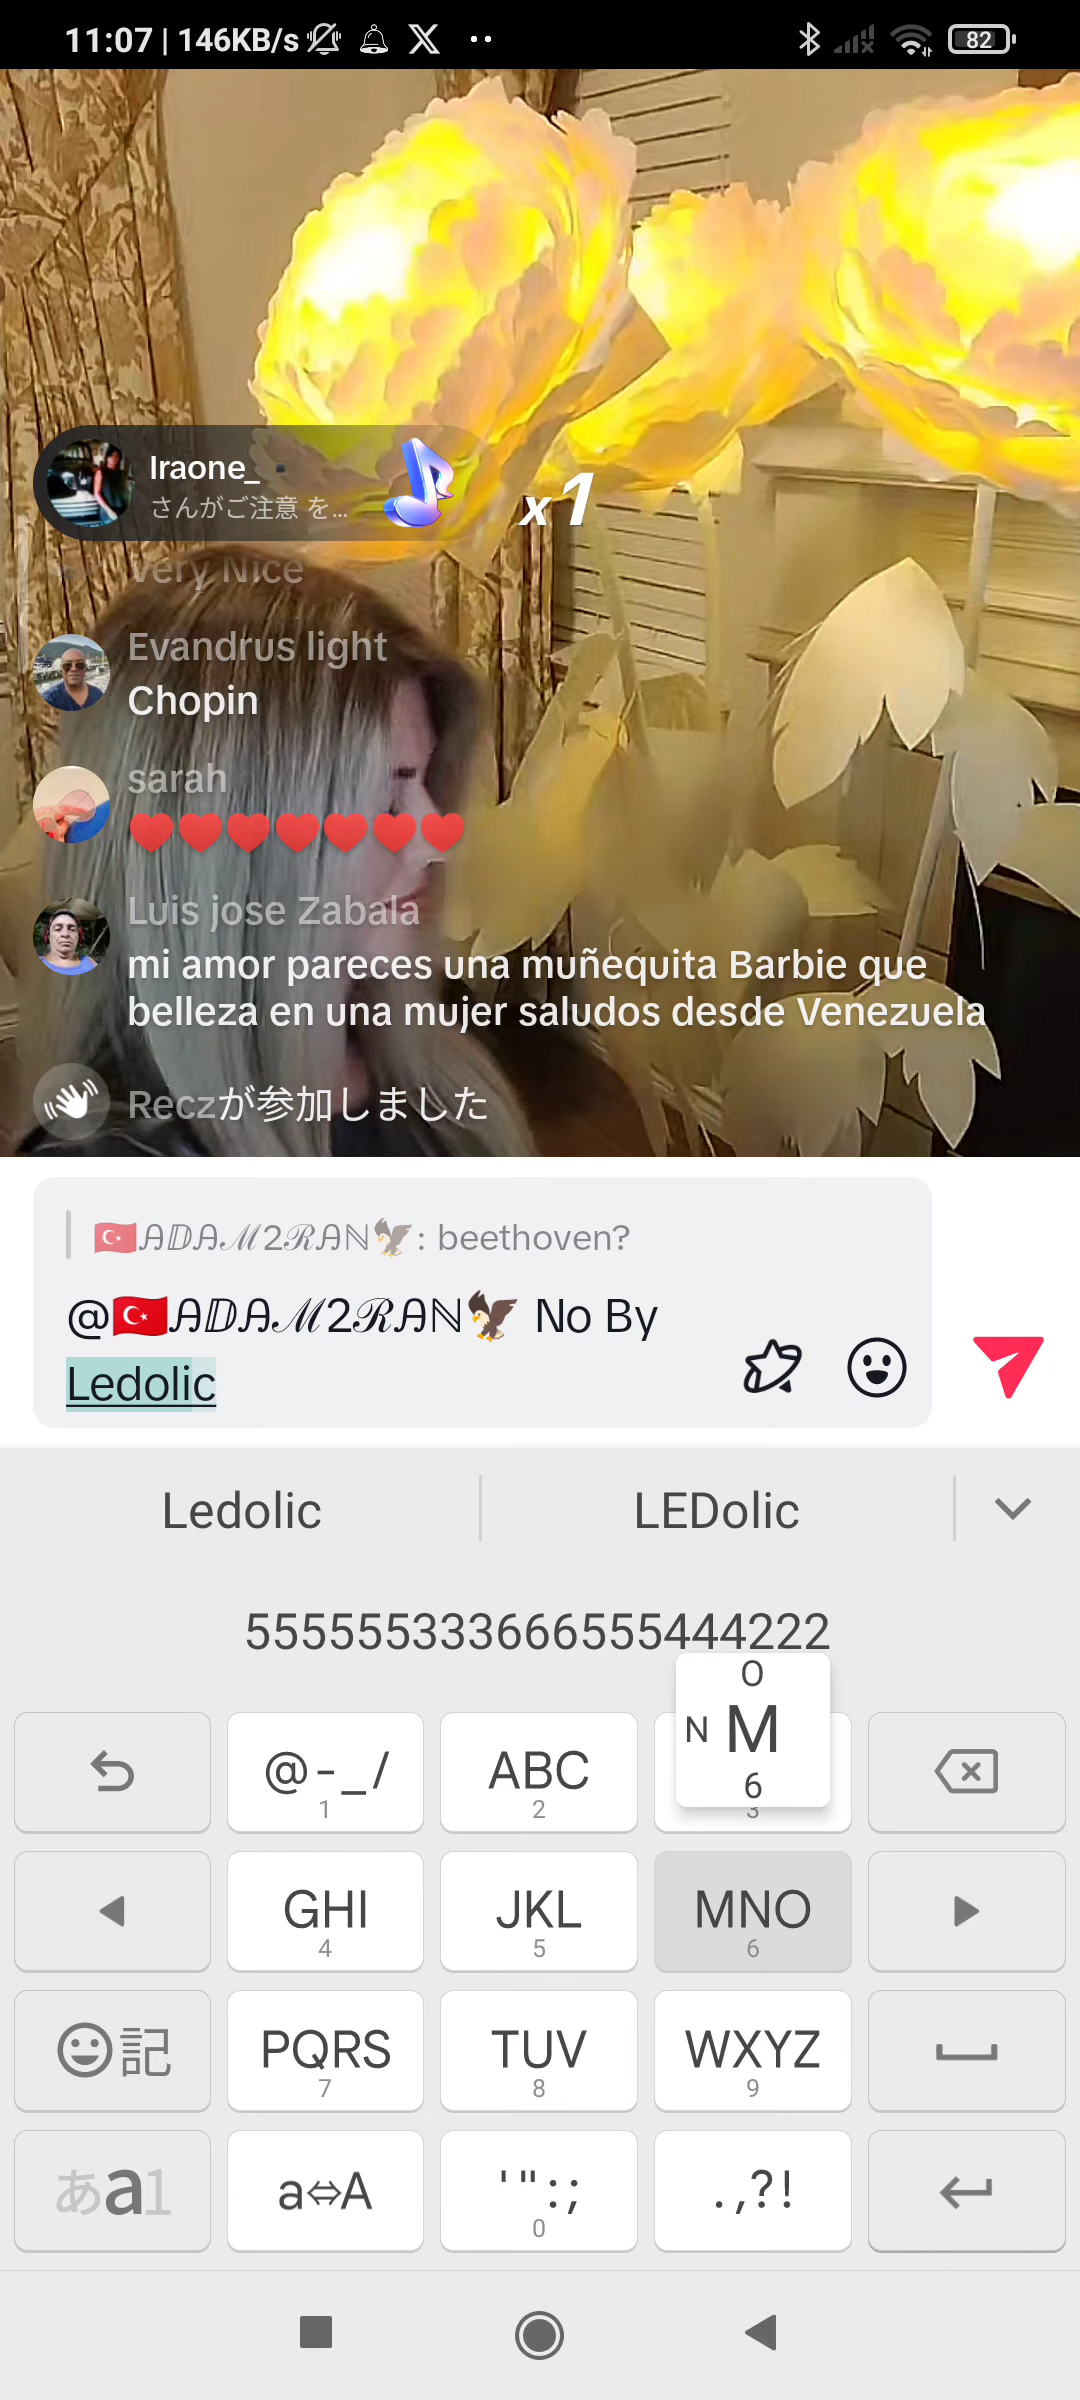 11:07 | 146KB/s
82
Iraone_
さんがご注意 を...
x1
very Nice
Evandrus light
Chopin
sarah
❤️❤️❤️❤️❤️❤️❤️
Luis jose Zabala
mi amor pareces una muñequita Barbie que
belleza en una mujer saludos desde Venezuela
Reczが参加しました
🇹🇷𝘈𝔻𝘈ℳ2ℛ𝘈ℕ🦅: beethoven?
@🇹🇷𝘈𝔻𝘈ℳ2ℛ𝘈ℕ🦅 No By
Ledolic
Ledolic LEDolic
555555333666555444222
O
N M
6
@-_/ ABC
1 2 3
GHI JKL MNO
4 5 6
記 PQRS TUV WXYZ
7 8 9
あa1 a⇔A '":; .,?!
0